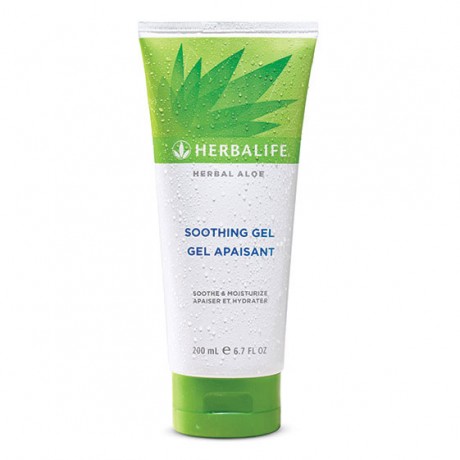 HERBALIFE.
HERBAL ALOE
SOOTHING GEL
GEL APAISANT
SOOTHE & MOISTURIZE
APAISER ET HYDRATER
200 mL ℮ 6.7 FL OZ